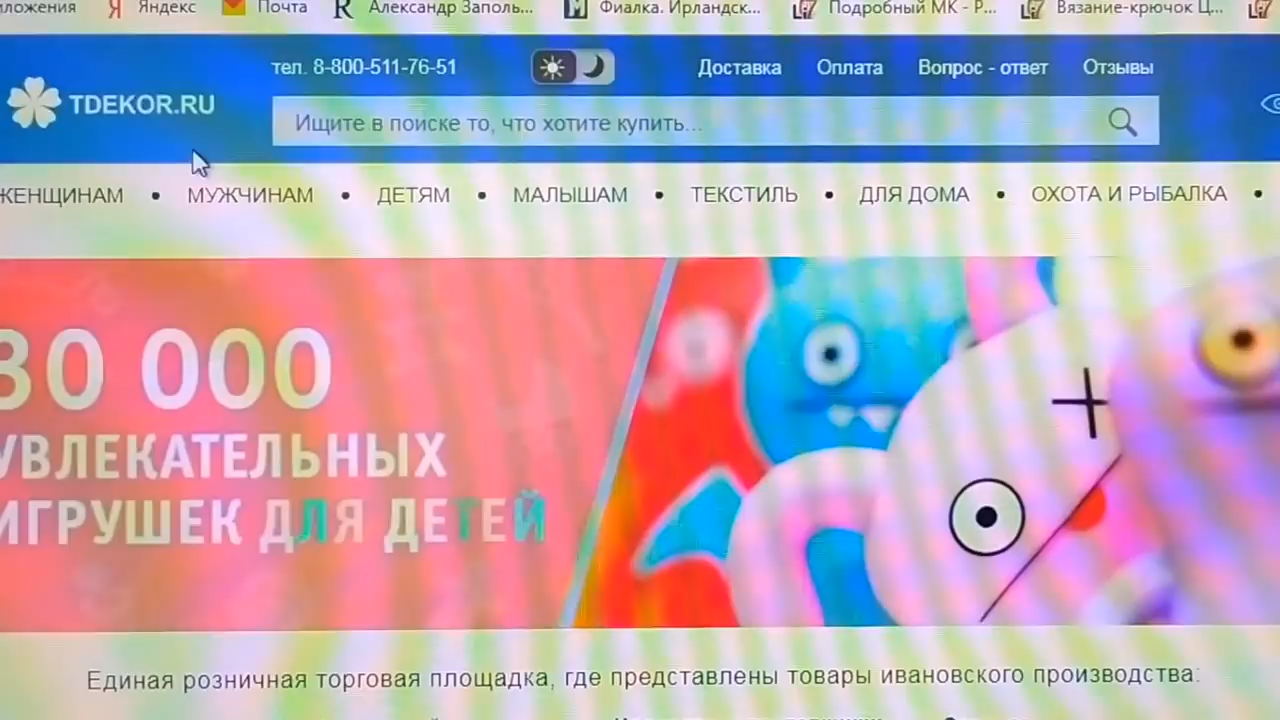 ложения Яндекс Почта Александр Заполь... Фиалка. Ирландск... Подробный МК - Р... Вязание-крючок Ц...
тел. 8-800-511-76-51 Доставка Оплата Вопрос - ответ Отзывы
TDEKOR.RU
Ищите в поиске то, что хотите купить...
ЖЕНЩИНАМ • МУЖЧИНАМ • ДЕТЯМ • МАЛЫШАМ • ТЕКСТИЛЬ • ДЛЯ ДОМА • ОХОТА И РЫБАЛКА •
30 000
УВЛЕКАТЕЛЬНЫХ
ИГРУШЕК ДЛЯ ДЕТЕЙ
Единая розничная торговая площадка, где представлены товары ивановского производства: